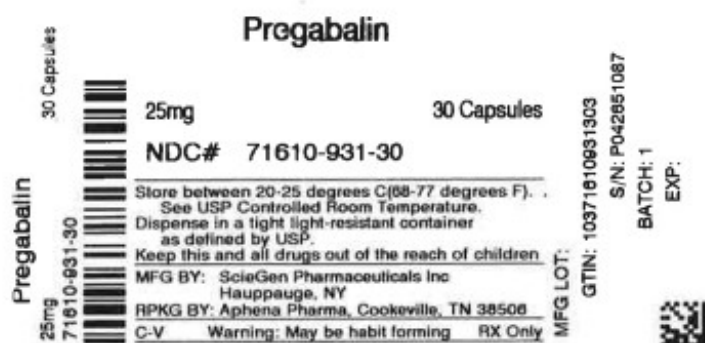 Pregabalin
25mg 30 Capsules
NDC# 71610-931-30
Store between 20-25 degrees C(68-77 degrees F). .
See USP Controlled Room Temperature.
Dispense in a tight light-resistant container
as defined by USP.
Keep this and all drugs out of the reach of children
MFG BY: ScieGen Pharmaceuticals Inc
Hauppauge, NY
RPKG BY: Aphena Pharma, Cookeville, TN 38506
C-V Warning: May be habit forming RX Only
Pregabalin
25mg 30 Capsules
71610-931-30
MFG LOT:
GTIN: 10371610931303
S/N: P042651087
BATCH: 1
EXP: